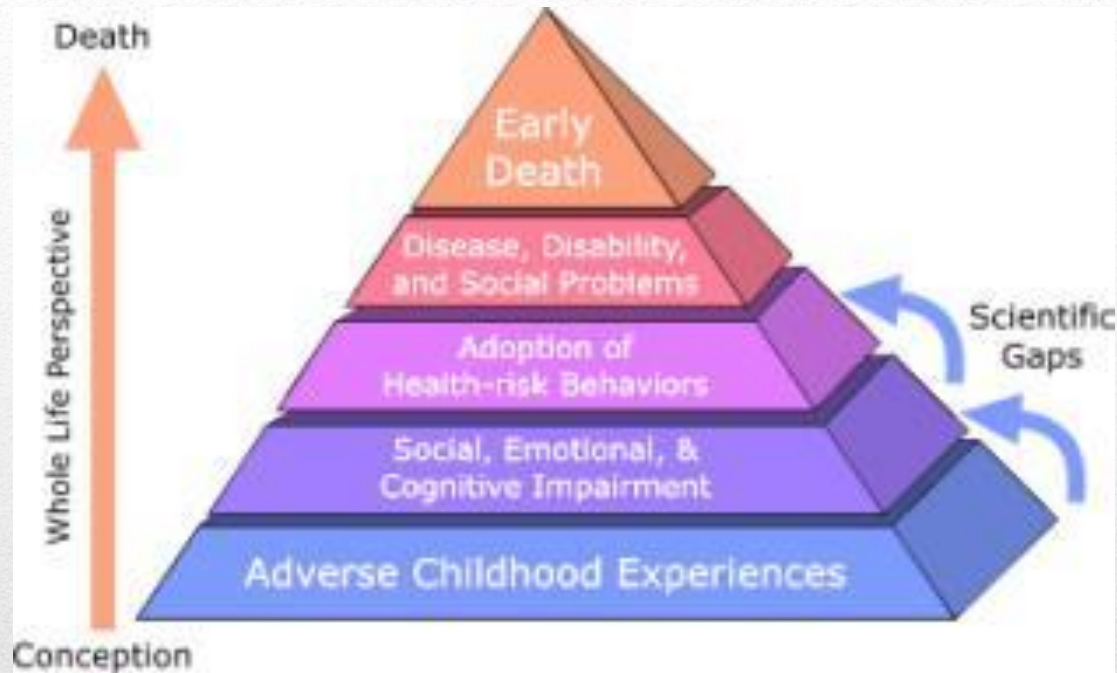 Death
Early
Death
Disease, Disability,
and Social Problems
Adoption of
Health-risk Behaviors
Social, Emotional, &
Cognitive Impairment
Adverse Childhood Experiences
Whole Life Perspective
Scientific
Gaps
Conception